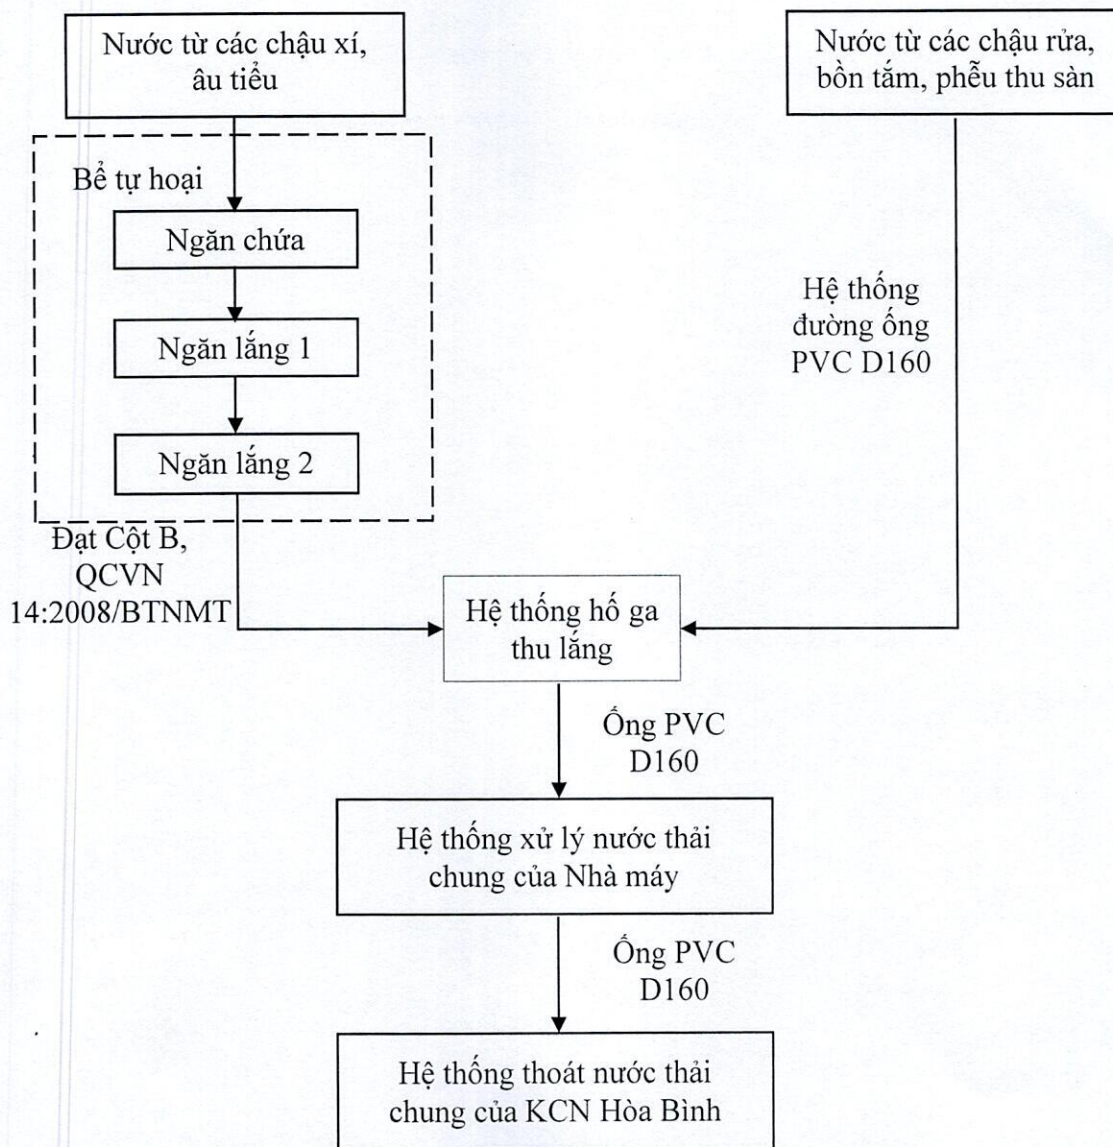 Nước từ các chậu xí,
âu tiểu
Nước từ các chậu rửa,
bồn tắm, phễu thu sàn
Bể tự hoại
Ngăn chứa
Ngăn lắng 1
Ngăn lắng 2
Hệ thống
đường ống
PVC D160
Đạt Cột B,
QCVN
14:2008/BTNMT
Hệ thống hố ga
thu lắng
Ống PVC
D160
Hệ thống xử lý nước thải
chung của Nhà máy
Ống PVC
D160
Hệ thống thoát nước thải
chung của KCN Hòa Bình